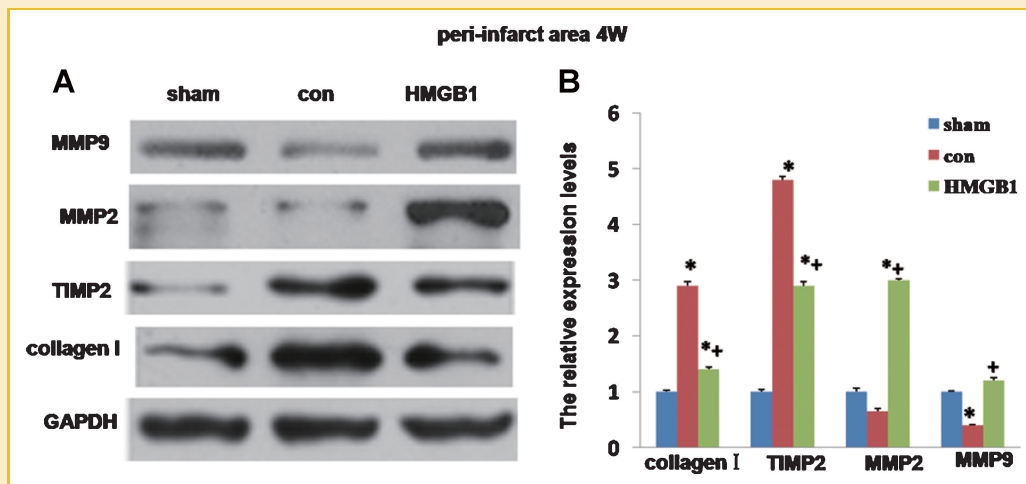 peri-infarct area 4W
A
sham con HMGB1
MMP9
MMP2
TIMP2
collagen I
GAPDH
B
The relative expression levels
6
5
4
3
2
1
0
sham
con
HMGB1
*
*+
*
*+
*+
*
+
collagen I TIMP2 MMP2 MMP9